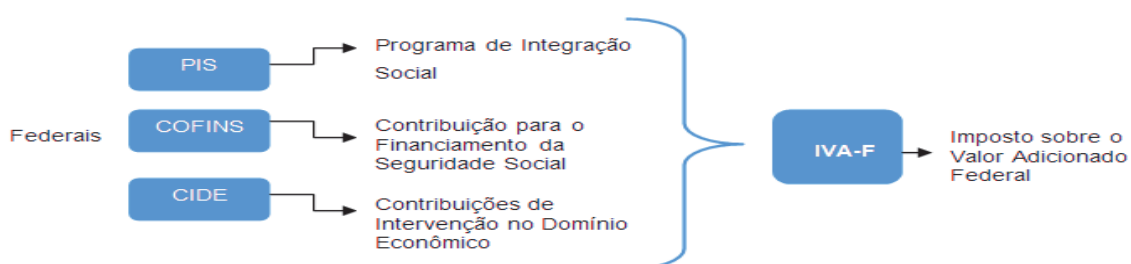 Federais
PIS
Programa de Integração
Social
COFINS
Contribuição para o
Financiamento da
Seguridade Social
CIDE
Contribuições de
Intervenção no Domínio
Econômico
IVA-F
Imposto sobre o
Valor Adicionado
Federal